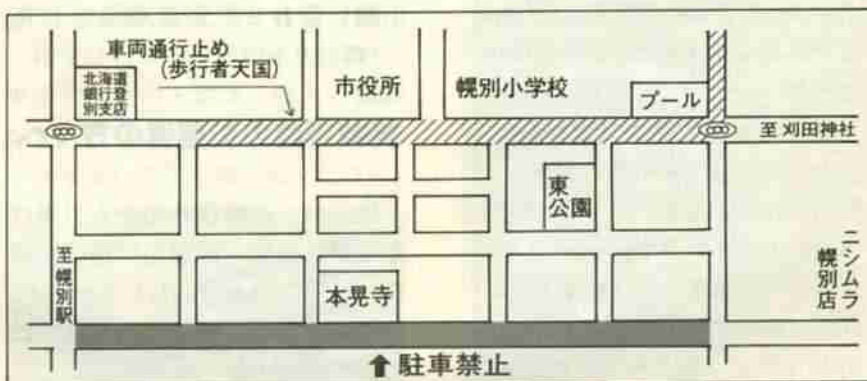 車両通行止め
(歩行者天国)
北海道
銀行登
別支店
市役所
幌別小学校
プール
至 刈田神社
東公園
至 幌別駅
本晃寺
ニシムラ
幌別店
⬆駐車禁止